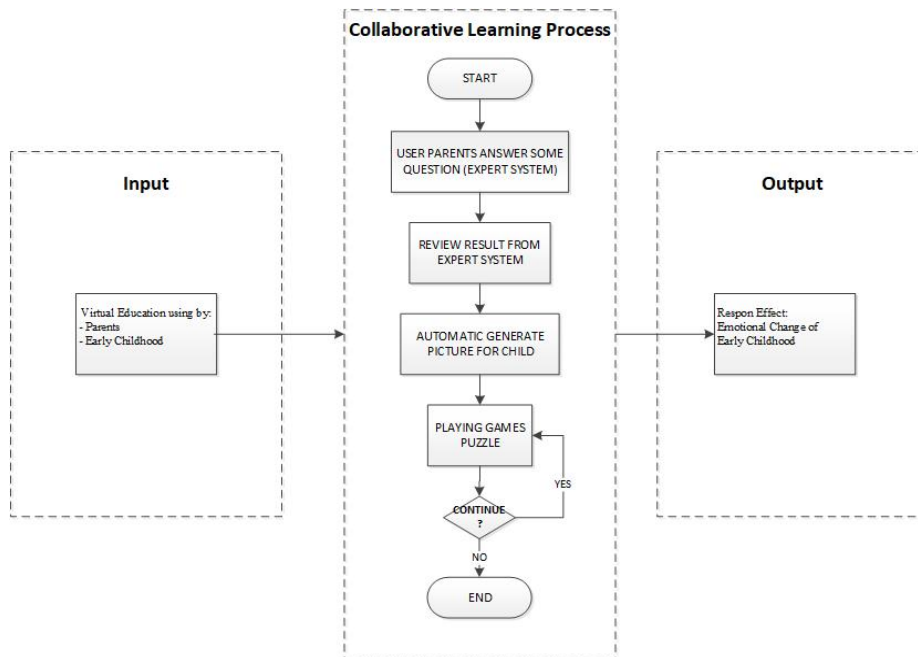 Collaborative Learning Process
START
USER PARENTS ANSWER SOME
QUESTION (EXPERT SYSTEM)
Input
Output
REVIEW RESULT FROM
EXPERT SYSTEM
Virtual Education using by:
- Parents
- Early Childhood
AUTOMATIC GENERATE
PICTURE FOR CHILD
Respon Effect:
Emotional Change of
Early Childhood
PLAYING GAMES
PUZZLE
YES
CONTINUE
?
NO
END